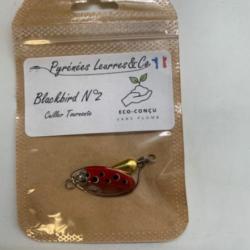 Pyrénées Leurres&Co
Blackbird N°2
Cuiller Tournante
ECO-CONÇU
SANS PLOMB